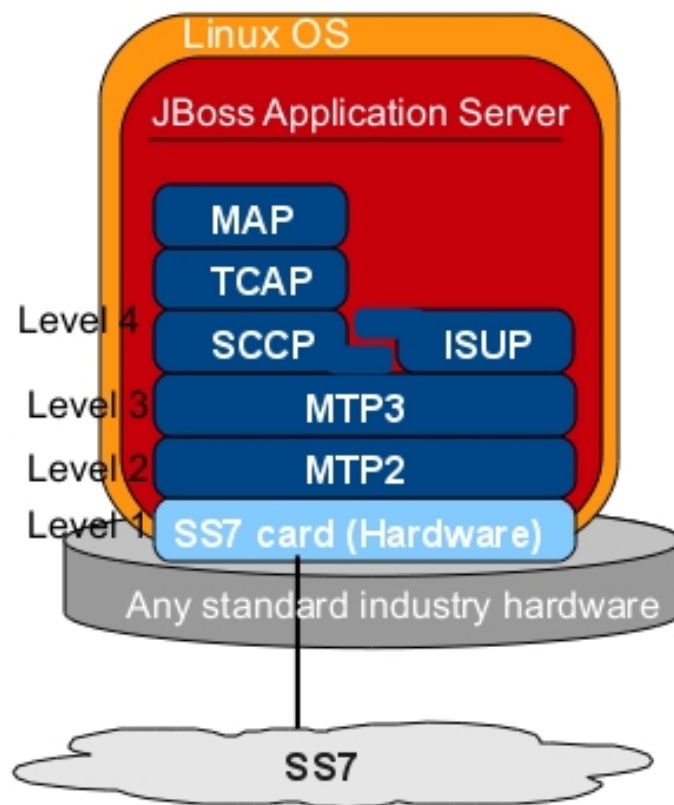 Linux OS
JBoss Application Server
MAP
TCAP
Level 4
SCCP
ISUP
Level 3
MTP3
Level 2
MTP2
Level 1
SS7 card (Hardware)
Any standard industry hardware
SS7